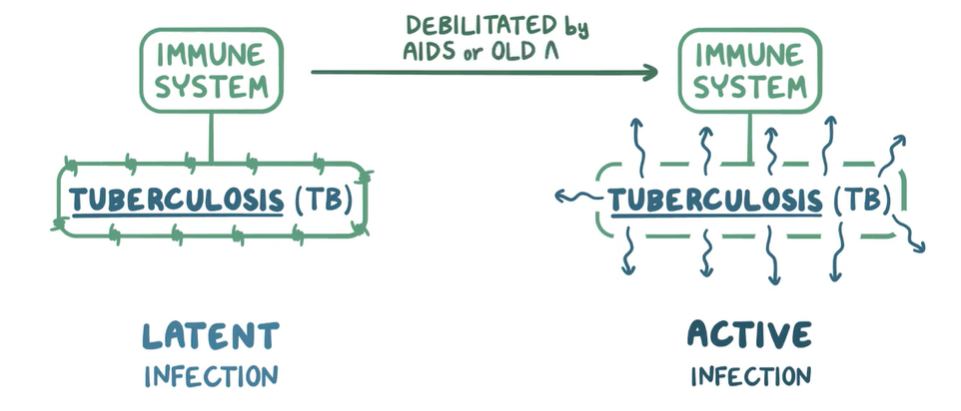 DEBILITATED by
AIDS or OLD Λ
IMMUNE
SYSTEM
IMMUNE
SYSTEM
TUBERCULOSIS (TB)
TUBERCULOSIS (TB)
LATENT
INFECTION
ACTIVE
INFECTION